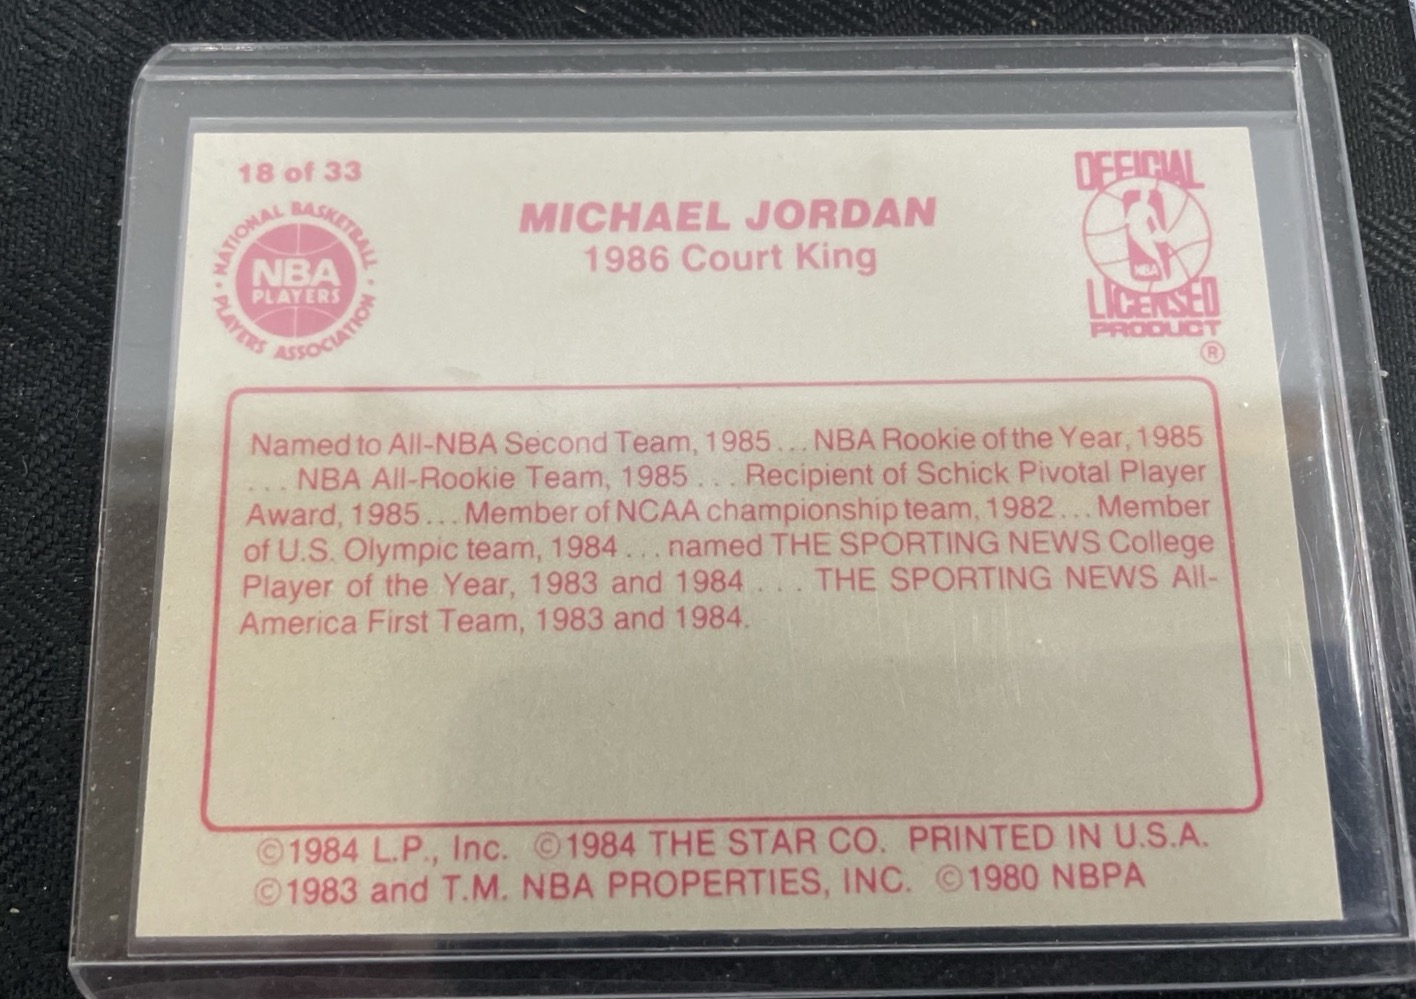 18 of 33
NATIONAL BASKETBALL
NBA
PLAYERS
• PLAYERS ASSOCIATION •
MICHAEL JORDAN
1986 Court King
OFFICIAL
NBA
LICENSED
PRODUCT
®
Named to All-NBA Second Team, 1985 ... NBA Rookie of the Year, 1985
... NBA All-Rookie Team, 1985 ... Recipient of Schick Pivotal Player
Award, 1985 ... Member of NCAA championship team, 1982 ... Member
of U.S. Olympic team, 1984 ... named THE SPORTING NEWS College
Player of the Year, 1983 and 1984 ... THE SPORTING NEWS All-
America First Team, 1983 and 1984.
©1984 L.P., Inc. ©1984 THE STAR CO. PRINTED IN U.S.A.
©1983 and T.M. NBA PROPERTIES, INC. ©1980 NBPA